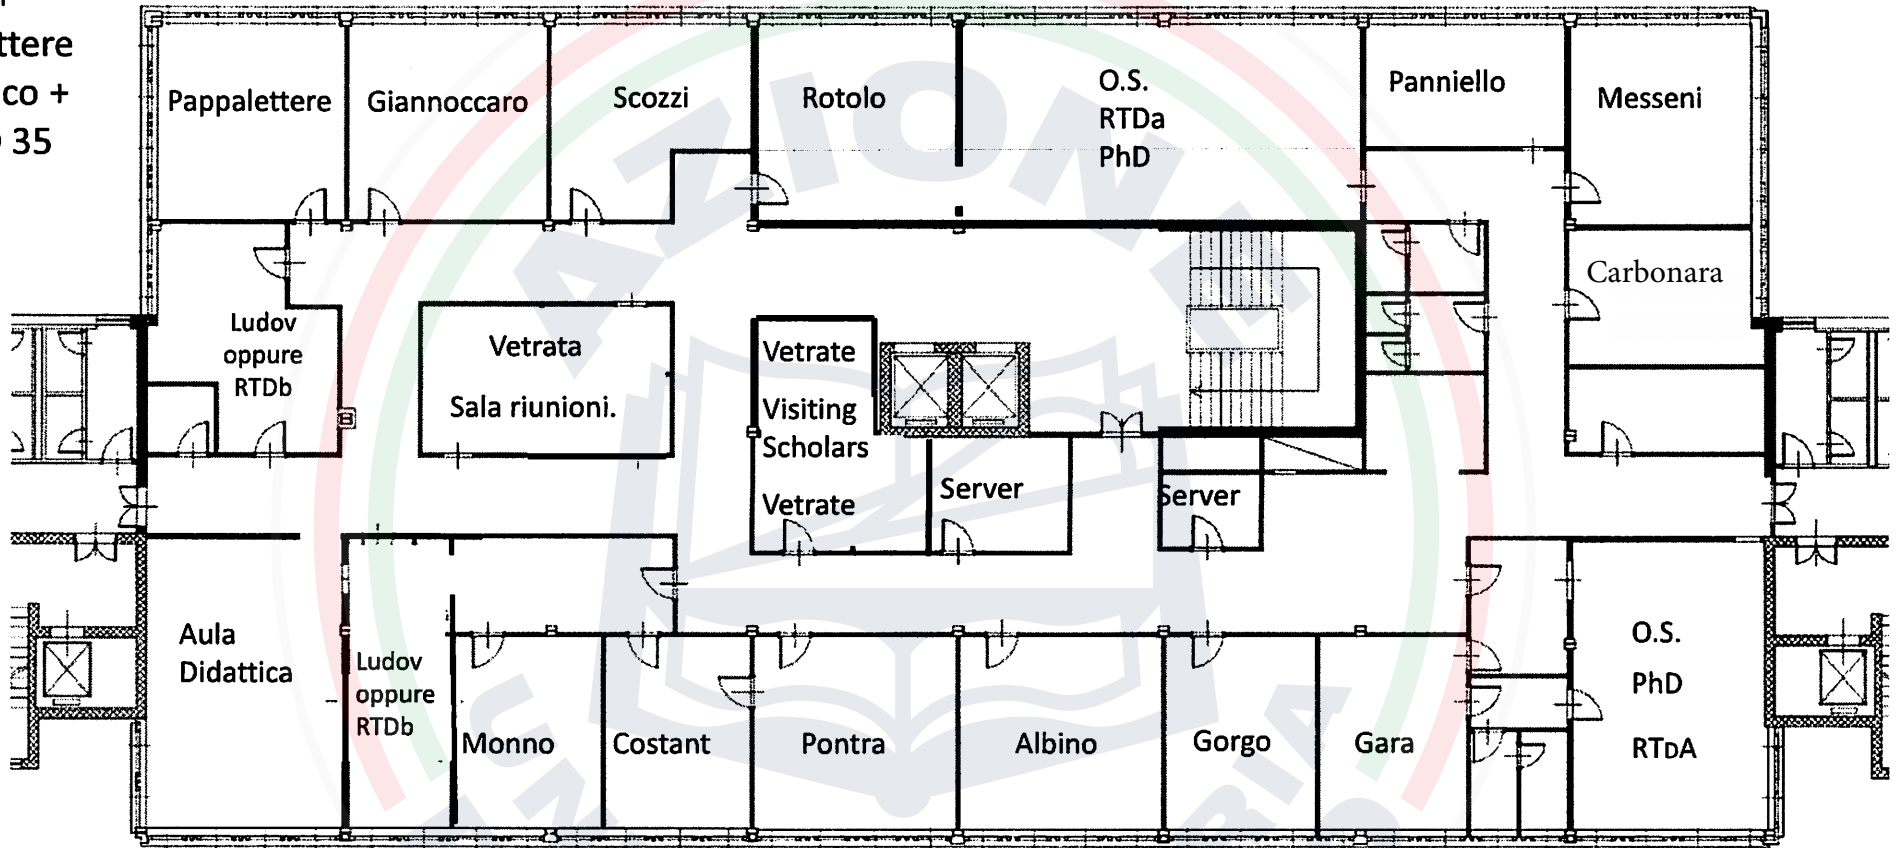 ttere
co +
35
Pappalettere
Giannoccaro
Scozzi
Rotolo
O.S.
RTDa
PhD
Panniello
Messeni
Carbonara
Ludov
oppure
RTDb
Vetrata
Sala riunioni.
Vetrate
Visiting
Scholars
Vetrate
Server
Server
Aula
Didattica
Ludov
oppure
RTDb
Monno
Costant
Pontra
Albino
Gorgo
Gara
O.S.
PhD
RTDA
AZIONE